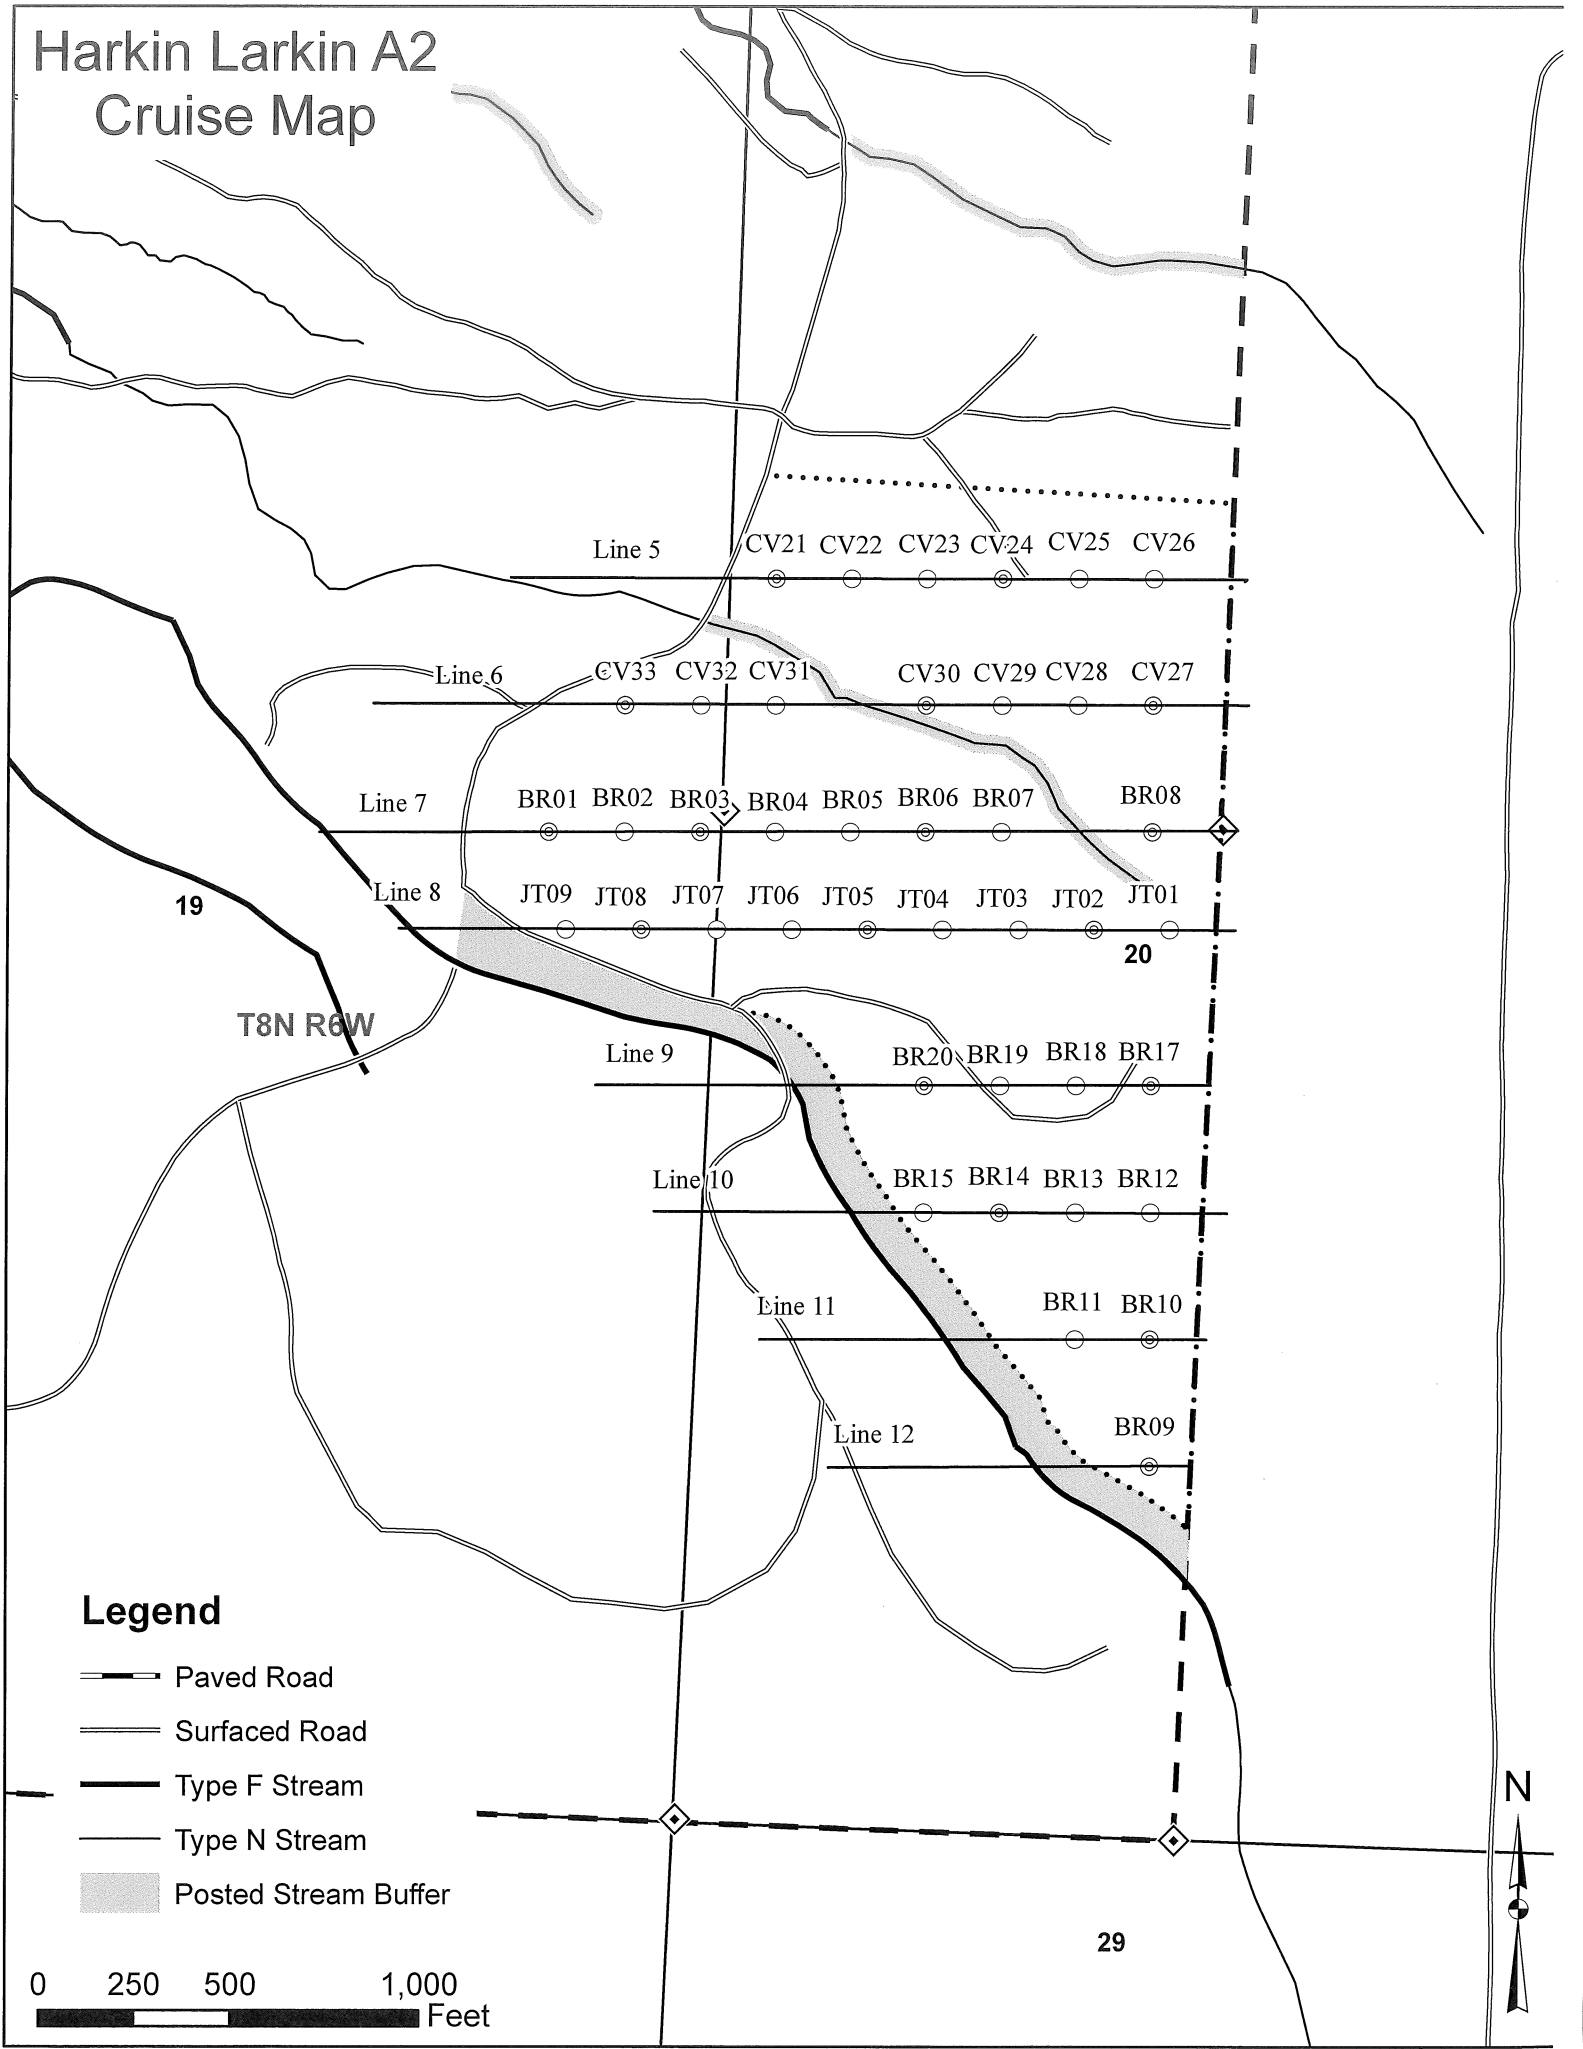 Harkin Larkin A2
Cruise Map
Line 5
CV21 CV22 CV23 CV24 CV25 CV26
Line 6
CV33 CV32 CV31 CV30 CV29 CV28 CV27
Line 7
BR01 BR02 BR03 BR04 BR05 BR06 BR07 BR08
Line 8
JT09 JT08 JT07 JT06 JT05 JT04 JT03 JT02 JT01
19
20
T8N R6W
Line 9
BR20 BR19 BR18 BR17
Line 10
BR15 BR14 BR13 BR12
Line 11
BR11 BR10
Line 12
BR09
Legend
Paved Road
Surfaced Road
Type F Stream
Type N Stream
Posted Stream Buffer
N
29
0 250 500 1,000
Feet